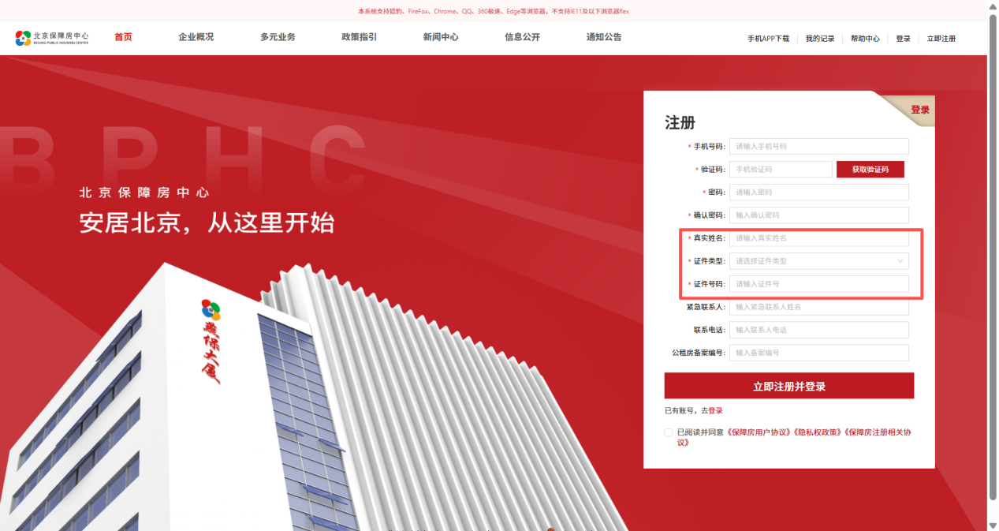 本系统支持猎豹、FireFox、Chrome、QQ、360极速、Edge等浏览器，不支持IE11及以下浏览器flex
北京保障房中心
BEIJING PUBLIC HOUSING CENTER
首页
企业概况
多元业务
政策指引
新闻中心
信息公开
通知公告
手机APP下载
我的记录
帮助中心
登录
立即注册
BPHC
北京保障房中心
安居北京，从这里开始
燕保大厦
登录
注册
* 手机号码: 请输入手机号码
* 验证码: 手机验证码 获取验证码
* 密码: 请输入密码
* 确认密码: 输入确认密码
* 真实姓名: 请输入真实姓名
* 证件类型: 请选择证件类型
* 证件号码: 请输入证件号
紧急联系人: 输入紧急联系人姓名
联系电话: 输入联系人电话
公租房备案编号: 输入备案编号
立即注册并登录
已有账号，去登录
已阅读并同意《保障房用户协议》《隐私权政策》《保障房注册相关协
议》